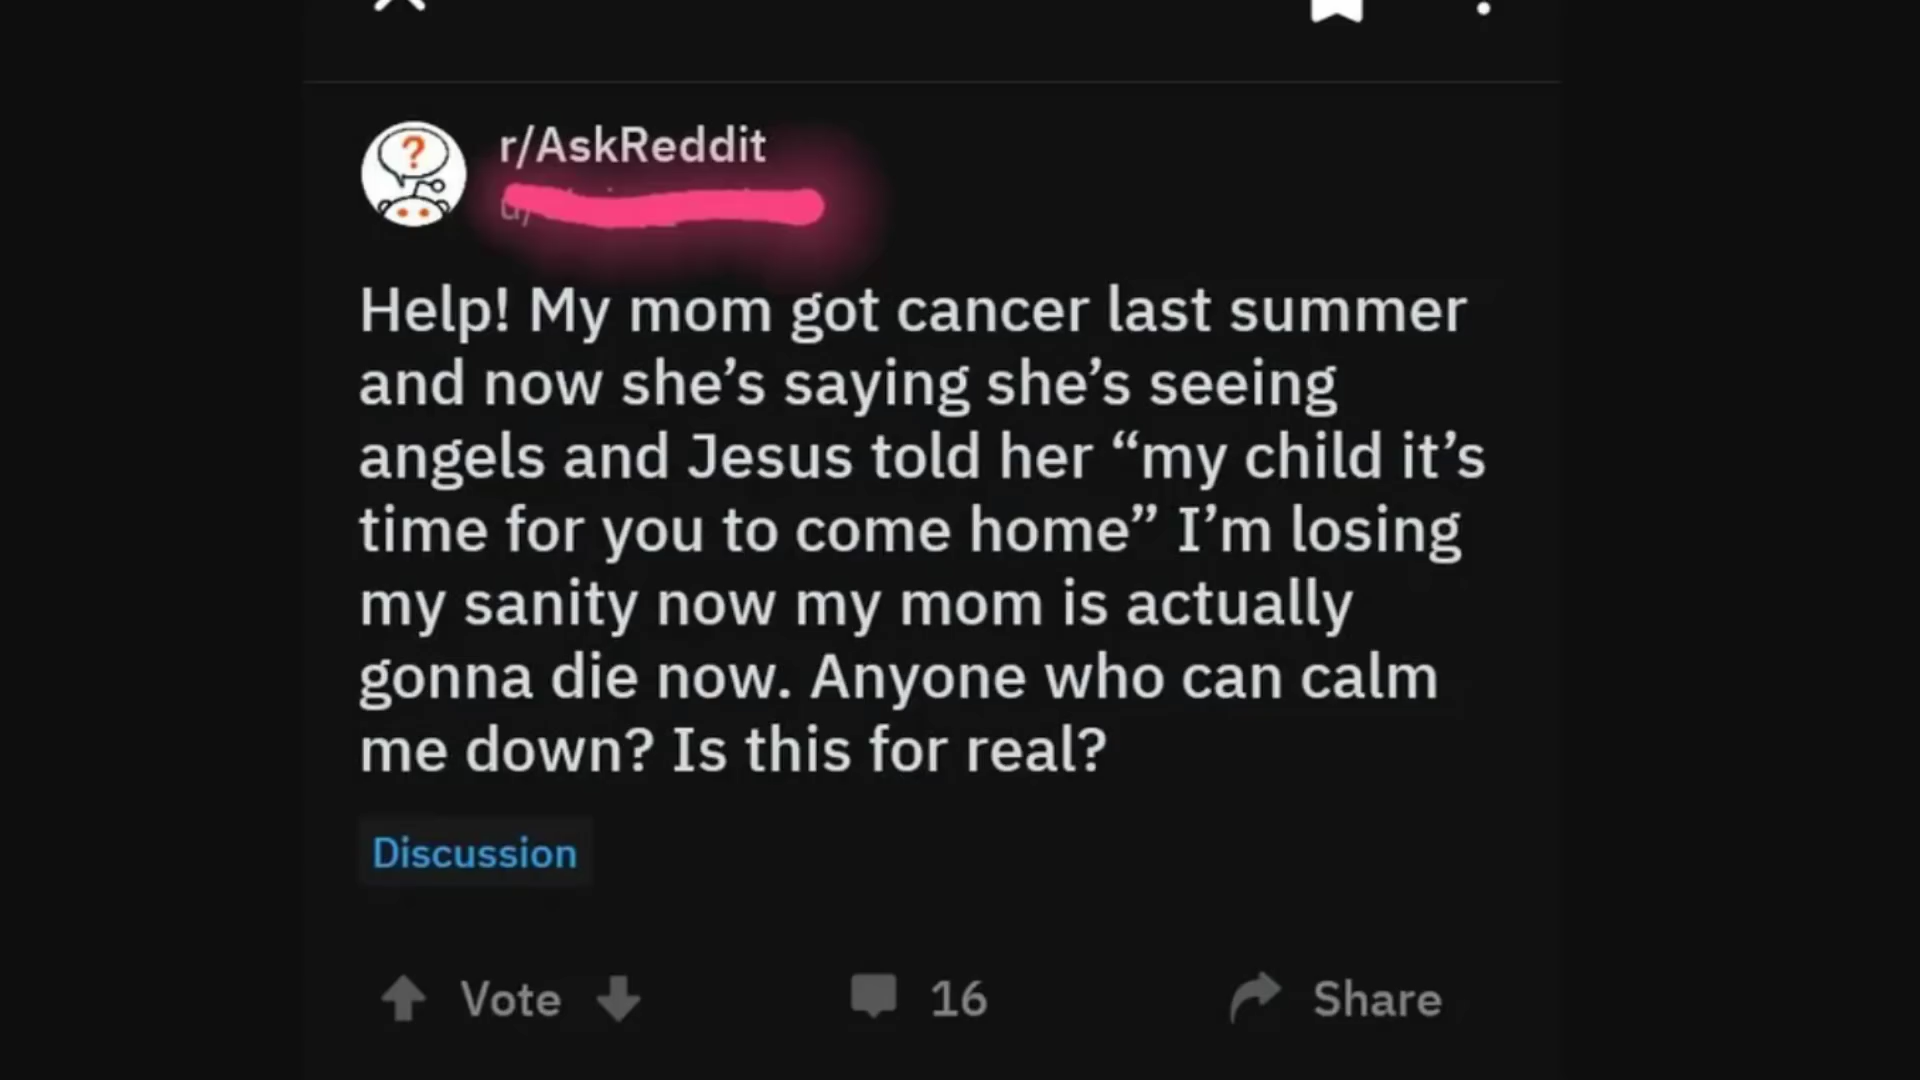 r/AskReddit
u/
Help! My mom got cancer last summer
and now she’s saying she’s seeing
angels and Jesus told her “my child it’s
time for you to come home” I’m losing
my sanity now my mom is actually
gonna die now. Anyone who can calm
me down? Is this for real?
Discussion
Vote
16
Share